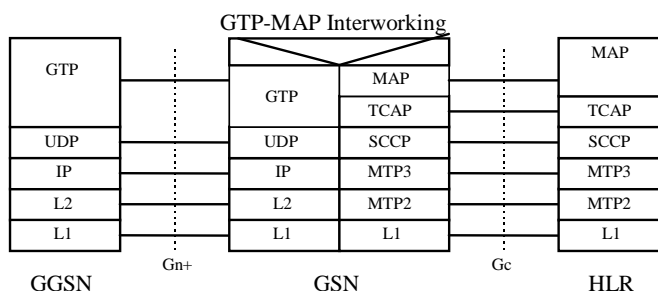 GTP-MAP Interworking
GTP
GTP
MAP
MAP
TCAP
TCAP
UDP
UDP
SCCP
SCCP
IP
IP
MTP3
MTP3
L2
L2
MTP2
MTP2
L1
L1
L1
L1
Gn+
Gc
GGSN
GSN
HLR